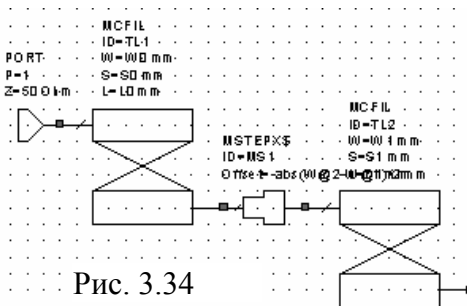 MCFIL
ID=TL1
W=W0 mm
S=S0 mm
L=L0 mm
PORT
P=1
Z=50 Ohm
MSTEPX$
ID=MS1
MCFIL
ID=TL2
W=W1 mm
S=S1 mm
Рис. 3.34